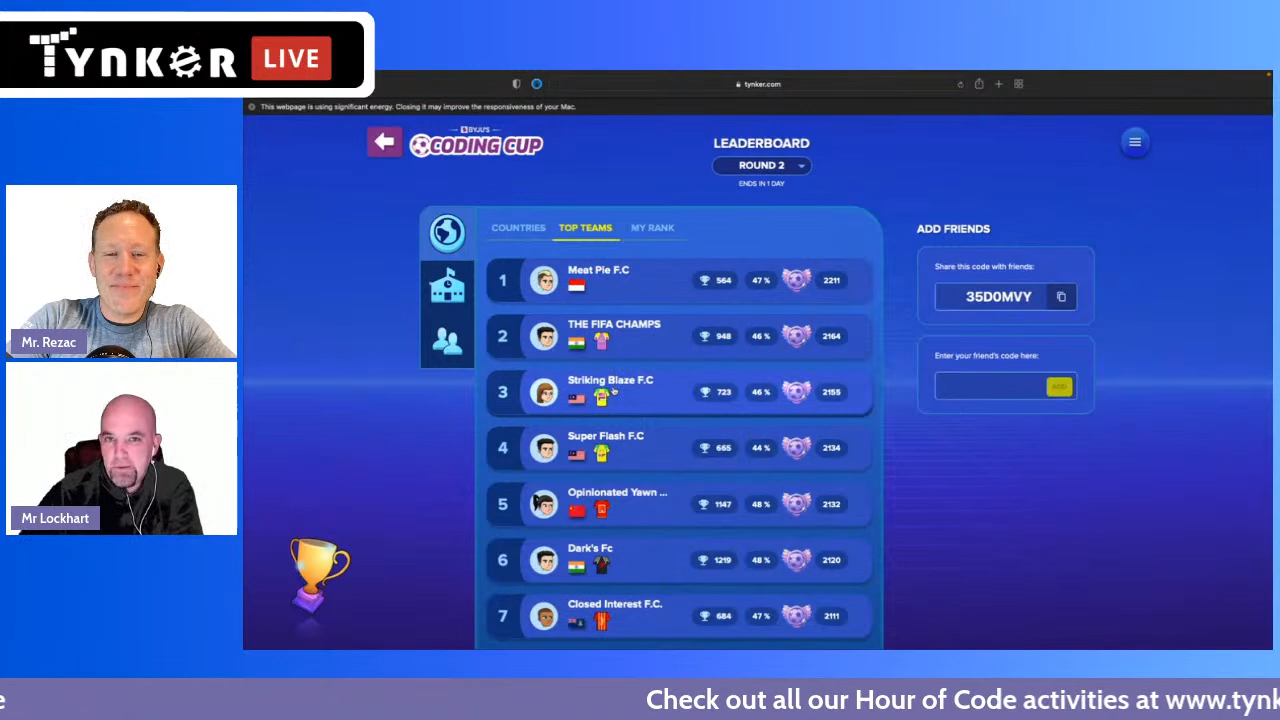 TYNKER LIVE
tynker.com
This webpage is using significant energy. Closing it may improve the responsiveness of your Mac.
BYJU'S
CODING CUP
LEADERBOARD
ROUND 2
ENDS IN 1 DAY
COUNTRIES TOP TEAMS MY RANK
1 Meat Pie F.C 564 47 % 2211
2 THE FIFA CHAMPS 948 46 % 2164
3 Striking Blaze F.C 723 46 % 2155
4 Super Flash F.C 665 44 % 2134
5 Opinionated Yawn ... 1147 48 % 2132
6 Dark's Fc 1219 48 % 2120
7 Closed Interest F.C. 684 47 % 2111
ADD FRIENDS
Share this code with friends:
35D0MVY
Enter your friend's code here:
ADD
Mr. Rezac
Mr Lockhart
e
Check out all our Hour of Code activities at www.tynk